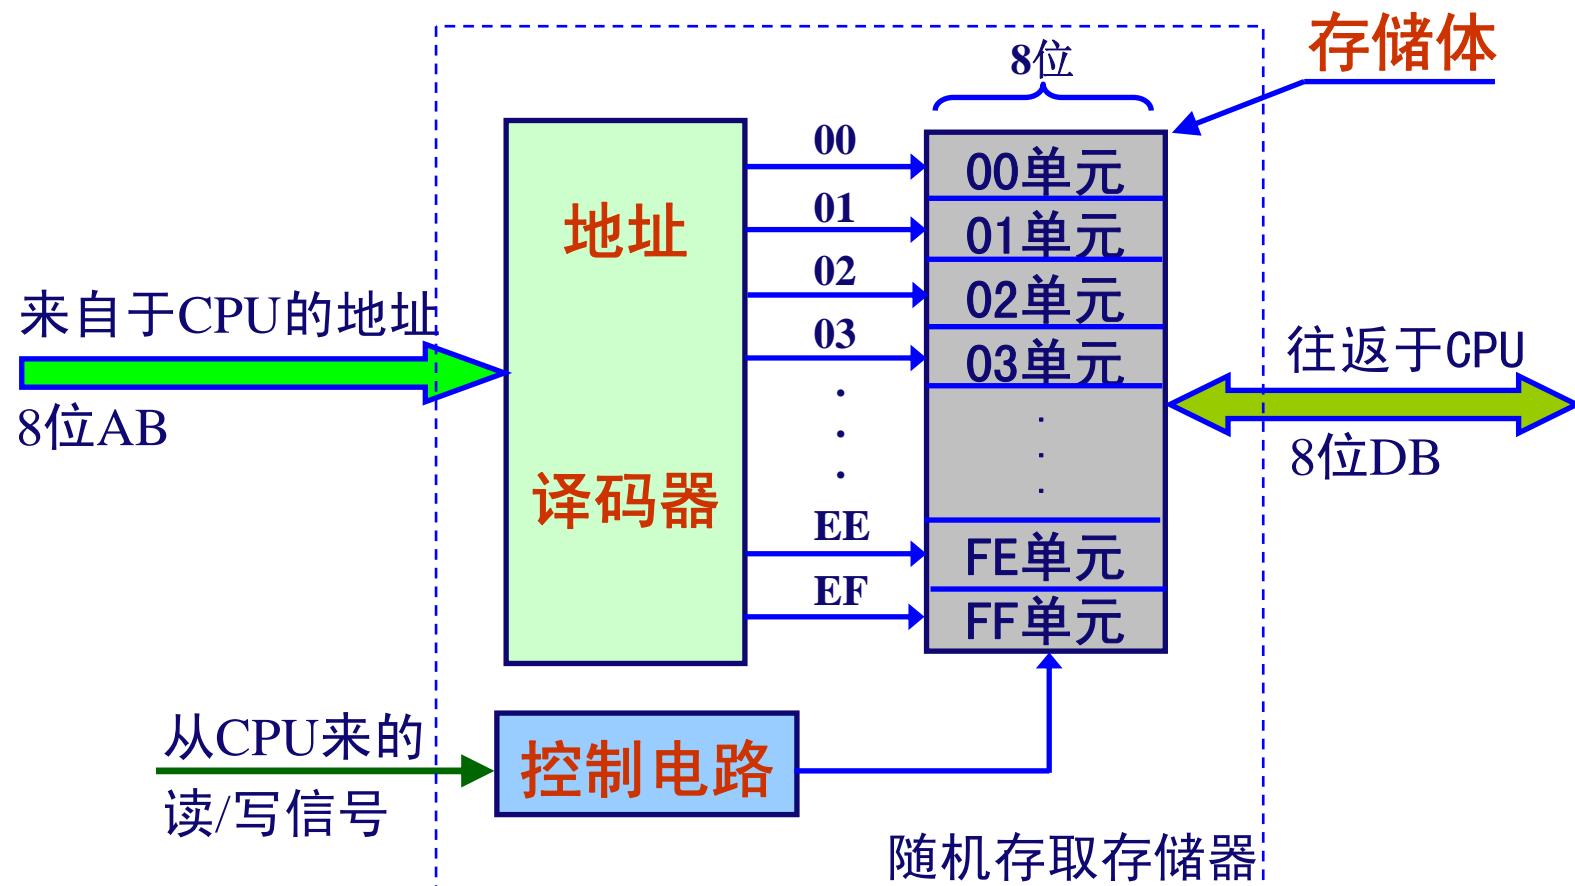 存储体
8位
00
00单元
01
01单元
地址
02
02单元
来自于CPU的地址
03
03单元
往返于CPU
8位AB
8位DB
译码器
EE
FE单元
EF
FF单元
从CPU来的
控制电路
读/写信号
随机存取存储器